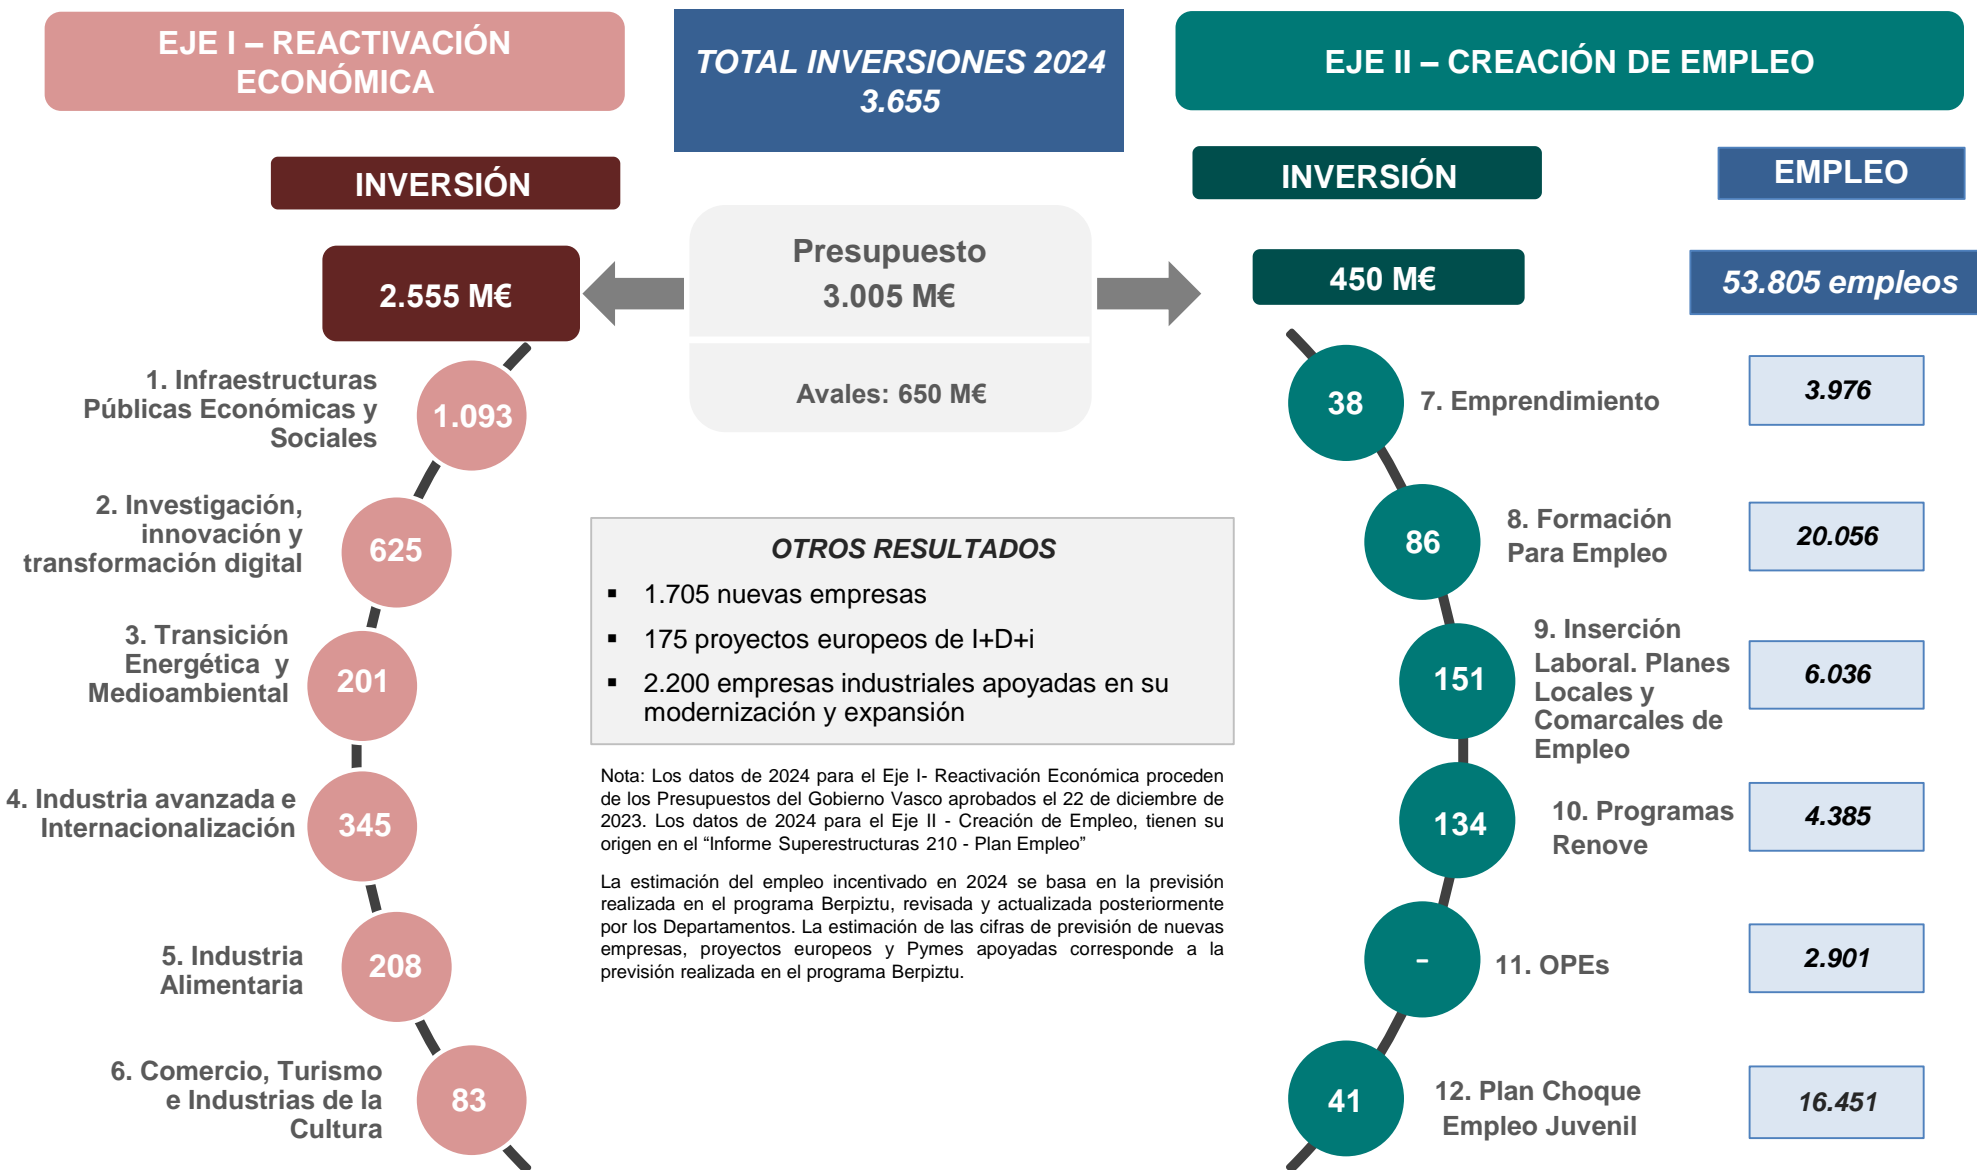 EJE I – REACTIVACIÓN
ECONÓMICA
TOTAL INVERSIONES 2024
3.655
EJE II – CREACIÓN DE EMPLEO
INVERSIÓN
INVERSIÓN
EMPLEO
2.555 M€
Presupuesto
3.005 M€
Avales: 650 M€
450 M€
53.805 empleos
1. Infraestructuras
Públicas Económicas y
Sociales
1.093
2. Investigación,
innovación y
transformación digital
625
3. Transición
Energética y
Medioambiental
201
4. Industria avanzada e
Internacionalización
345
5. Industria
Alimentaria
208
6. Comercio, Turismo
e Industrias de la
Cultura
83
OTROS RESULTADOS
▪ 1.705 nuevas empresas
▪ 175 proyectos europeos de I+D+i
▪ 2.200 empresas industriales apoyadas en su
modernización y expansión
Nota: Los datos de 2024 para el Eje I- Reactivación Económica proceden
de los Presupuestos del Gobierno Vasco aprobados el 22 de diciembre de
2023. Los datos de 2024 para el Eje II - Creación de Empleo, tienen su
origen en el “Informe Superestructuras 210 - Plan Empleo”
La estimación del empleo incentivado en 2024 se basa en la previsión
realizada en el programa Berpiztu, revisada y actualizada posteriormente
por los Departamentos. La estimación de las cifras de previsión de nuevas
empresas, proyectos europeos y Pymes apoyadas corresponde a la
previsión realizada en el programa Berpiztu.
38
7. Emprendimiento
3.976
86
8. Formación
Para Empleo
20.056
151
9. Inserción
Laboral. Planes
Locales y
Comarcales de
Empleo
6.036
134
10. Programas
Renove
4.385
-
11. OPEs
2.901
41
12. Plan Choque
Empleo Juvenil
16.451